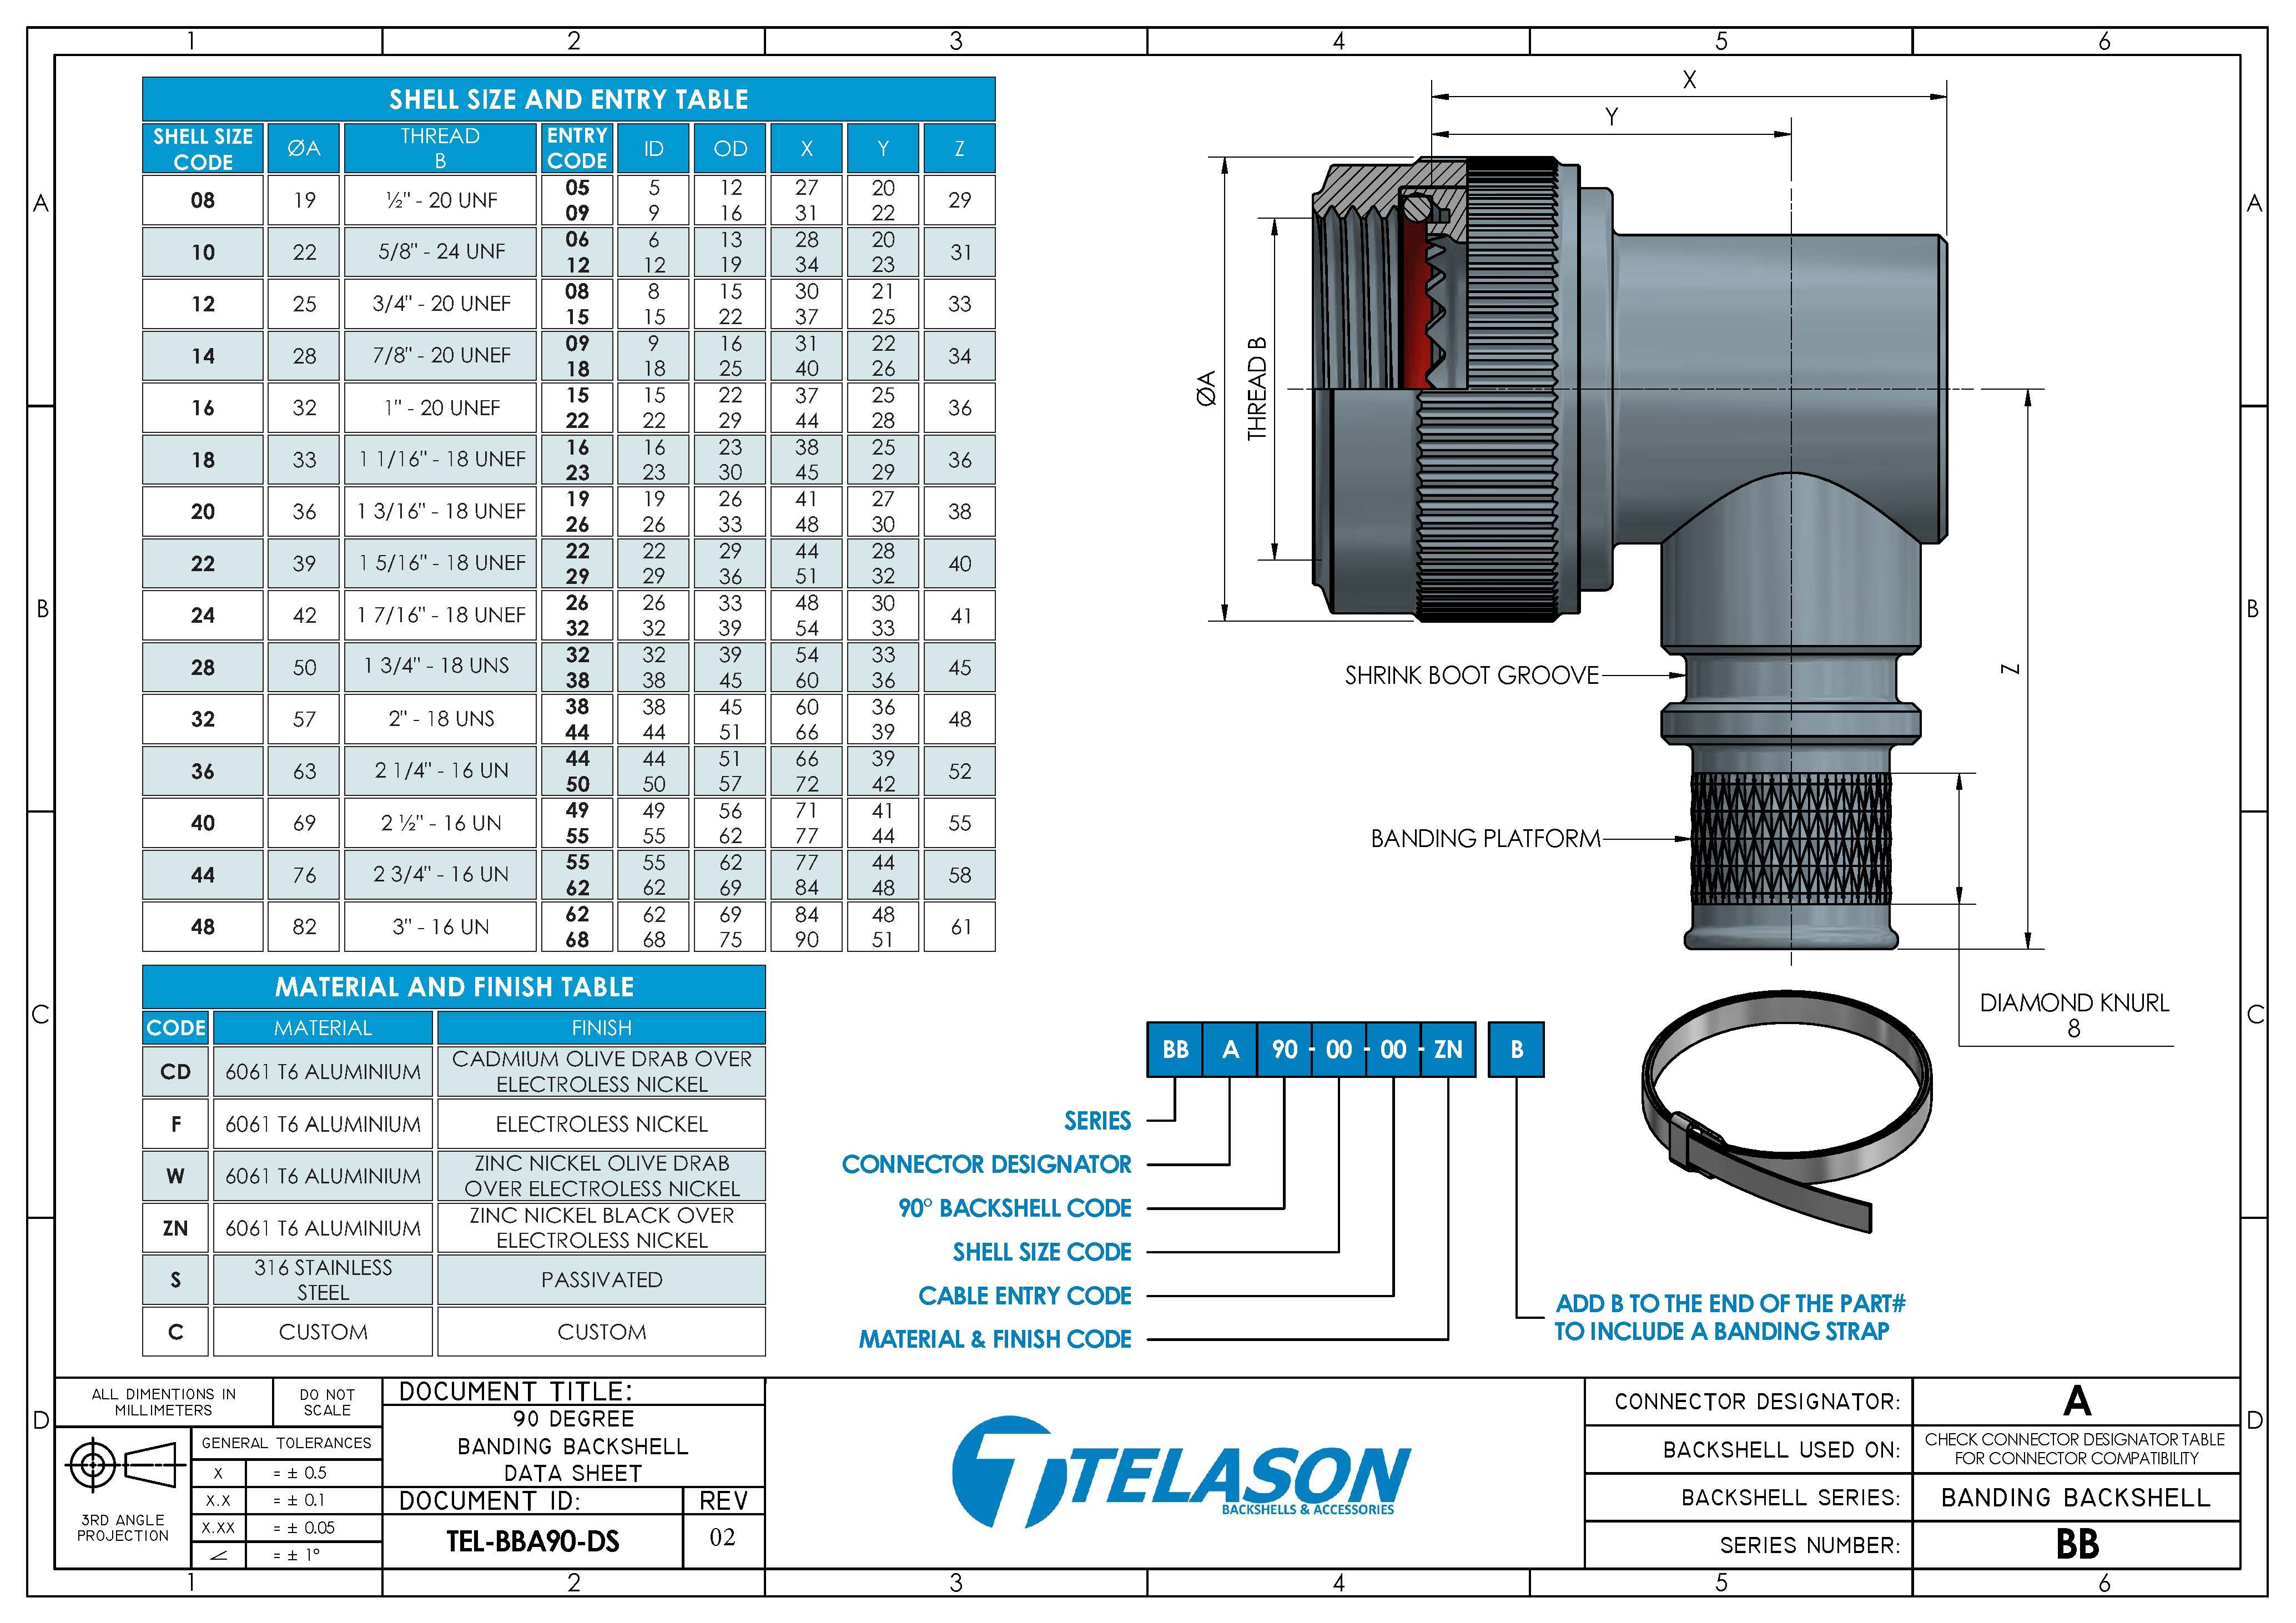 1 2 3 4 5 6
A
B
C
D
SHELL SIZE AND ENTRY TABLE
SHELL SIZE CODE ØA THREAD B ENTRY CODE ID OD X Y Z
08 19 ½" - 20 UNF 05 5 12 27 20 29
09 9 16 31 22
10 22 5/8" - 24 UNF 06 6 13 28 20 31
12 12 19 34 23
12 25 3/4" - 20 UNEF 08 8 15 30 21 33
15 15 22 37 25
14 28 7/8" - 20 UNEF 09 9 16 31 22 34
18 18 25 40 26
16 32 1" - 20 UNEF 15 15 22 37 25 36
22 22 29 44 28
18 33 1 1/16" - 18 UNEF 16 16 23 38 25 36
23 23 30 45 29
20 36 1 3/16" - 18 UNEF 19 19 26 41 27 38
26 26 33 48 30
22 39 1 5/16" - 18 UNEF 22 22 29 44 28 40
29 29 36 51 32
24 42 1 7/16" - 18 UNEF 26 26 33 48 30 41
32 32 39 54 33
28 50 1 3/4" - 18 UNS 32 32 39 54 33 45
38 38 45 60 36
32 57 2" - 18 UNS 38 38 45 60 36 48
44 44 51 66 39
36 63 2 1/4" - 16 UN 44 44 51 66 39 52
50 50 57 72 42
40 69 2 ½" - 16 UN 49 49 56 71 41 55
55 55 62 77 44
44 76 2 3/4" - 16 UN 55 55 62 77 44 58
62 62 69 84 48
48 82 3" - 16 UN 62 62 69 84 48 61
68 68 75 90 51
MATERIAL AND FINISH TABLE
CODE MATERIAL FINISH
CD 6061 T6 ALUMINIUM CADMIUM OLIVE DRAB OVER ELECTROLESS NICKEL
F 6061 T6 ALUMINIUM ELECTROLESS NICKEL
W 6061 T6 ALUMINIUM ZINC NICKEL OLIVE DRAB OVER ELECTROLESS NICKEL
ZN 6061 T6 ALUMINIUM ZINC NICKEL BLACK OVER ELECTROLESS NICKEL
S 316 STAINLESS STEEL PASSIVATED
C CUSTOM CUSTOM
X
Y
ØA
THREAD B
Z
SHRINK BOOT GROOVE
BANDING PLATFORM
DIAMOND KNURL
8
BB A 90 - 00 - 00 - ZN B
SERIES
CONNECTOR DESIGNATOR
90° BACKSHELL CODE
SHELL SIZE CODE
CABLE ENTRY CODE
MATERIAL & FINISH CODE
ADD B TO THE END OF THE PART#
TO INCLUDE A BANDING STRAP
ALL DIMENTIONS IN
MILLIMETERS
DO NOT
SCALE
GENERAL TOLERANCES
X = ± 0.5
X.X = ± 0.1
X.XX = ± 0.05
∠ = ± 1°
3RD ANGLE
PROJECTION
DOCUMENT TITLE:
90 DEGREE
BANDING BACKSHELL
DATA SHEET
DOCUMENT ID: REV
TEL-BBA90-DS 02
TELASON
BACKSHELLS & ACCESSORIES
CONNECTOR DESIGNATOR: A
BACKSHELL USED ON: CHECK CONNECTOR DESIGNATOR TABLE
FOR CONNECTOR COMPATIBILITY
BACKSHELL SERIES: BANDING BACKSHELL
SERIES NUMBER: BB
A
B
C
D
1 2 3 4 5 6